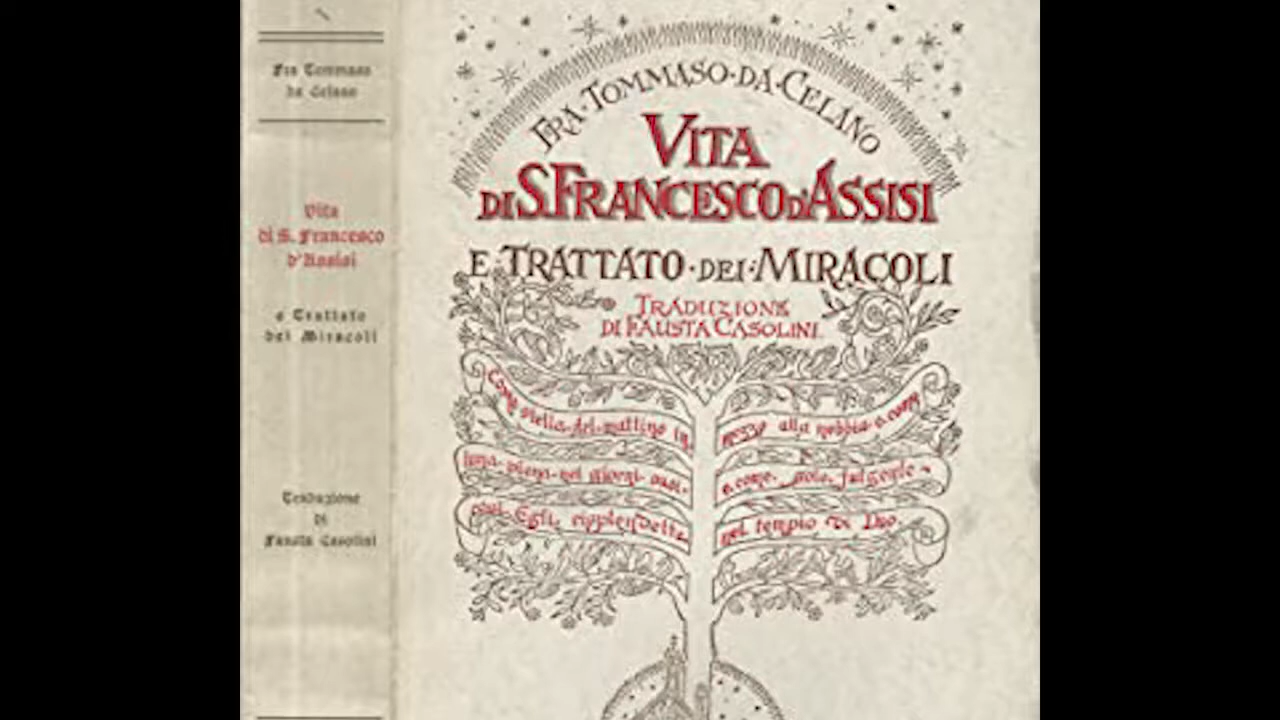 Fra Tommaso
da Celano
Vita
di S. Francesco
d'Assisi
e Trattato
dei Miracoli
Traduzione
di
Fausta Casolini
FRA·TOMMASO·DA·CELANO
VITA
DI S. FRANCESCO D'ASSISI
E·TRATTATO·DEI·MIRACOLI
TRADUZIONE
DI FAUSTA CASOLINI
Come stella del mattino in mezzo alla nebbia e come
luna piena nei giorni suoi e come sole fulgente
così Egli risplendette nel tempio di Dio.